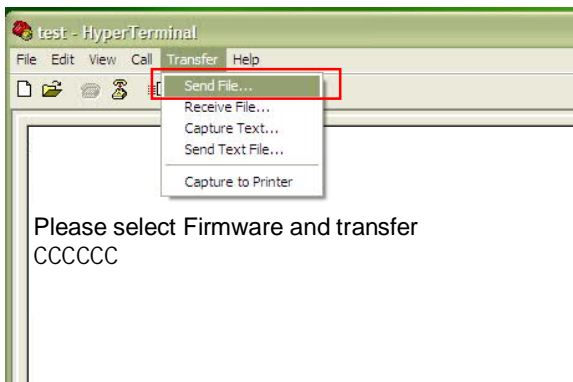 test - HyperTerminal
File Edit View Call Transfer Help
Send File...
Receive File...
Capture Text...
Send Text File...
Capture to Printer
Please select Firmware and transfer
CCCCCC